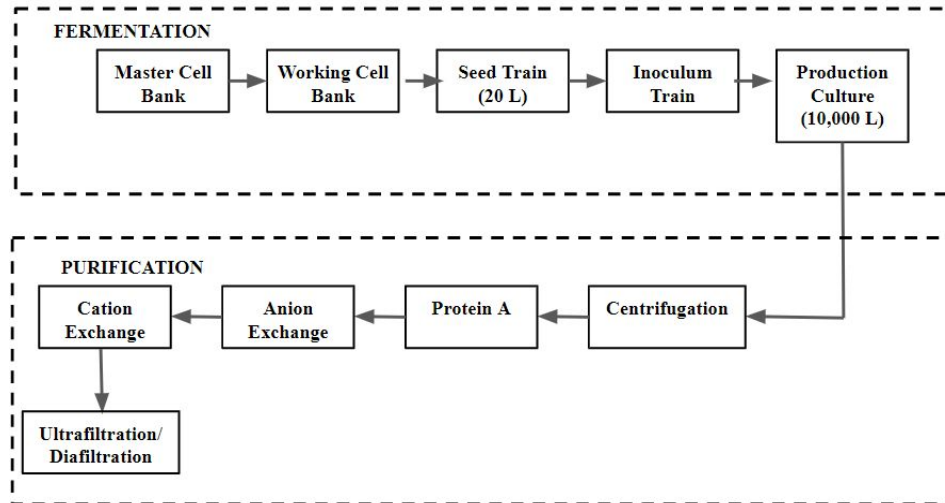 FERMENTATION
Master Cell
Bank
Working Cell
Bank
Seed Train
(20 L)
Inoculum
Train
Production
Culture
(10,000 L)
PURIFICATION
Cation
Exchange
Anion
Exchange
Protein A
Centrifugation
Ultrafiltration/
Diafiltration